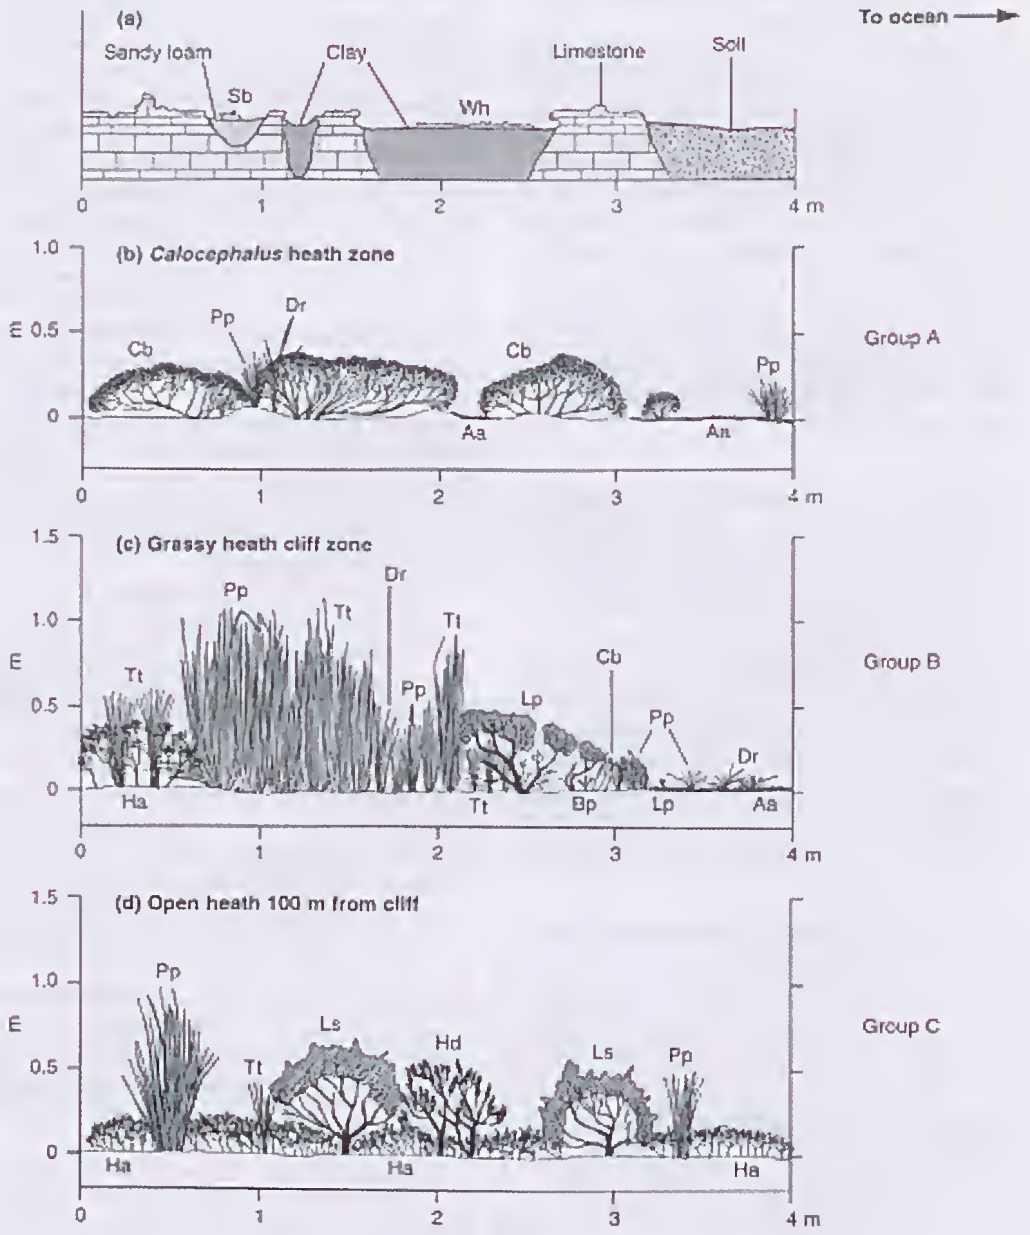 (a)
To ocean
Sandy loam Clay Limestone Soil
Sb Wh
0 1 2 3 4 m
(b) Calocephalus heath zone
1.0
0.5
0
m
Pp Dr
Cb Cb Pp
Aa Aa
Group A
0 1 2 3 4 m
(c) Grassy heath cliff zone
1.5
1.0
0.5
0
m
Dr
Pp Tt Tt
Cb
Tt Pp Lp Pp
Dr
Ha Tt Bp Lp Aa
Group B
0 1 2 3 4 m
(d) Open heath 100 m from cliff
1.5
1.0
0.5
0
m
Pp
Ls Hd Ls Pp
Tt
Ha Ha Ha
Group C
0 1 2 3 4 m